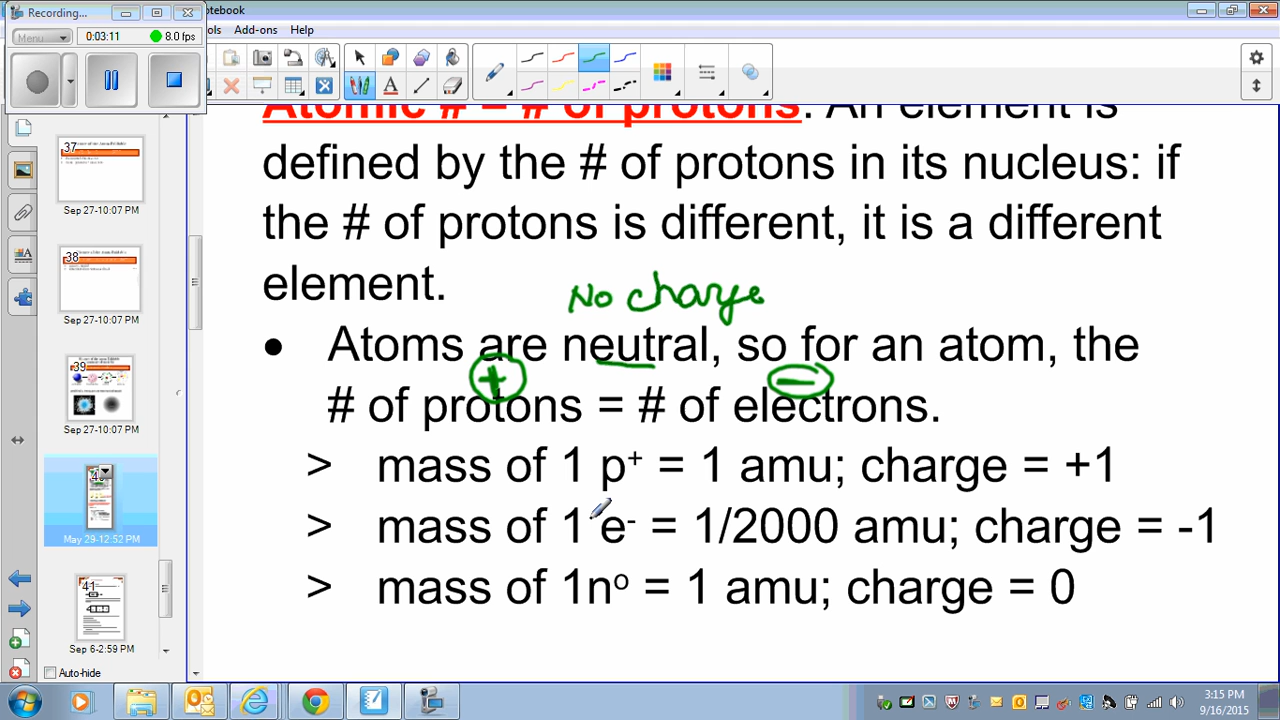 Recording...
otebook
Menu
0:03:11
8.0 fps
ols Add-ons Help
37
Sep 27-10:07 PM
38
Sep 27-10:07 PM
39
Sep 27-10:07 PM
May 29-12:52 PM
41
Sep 6-2:59 PM
Auto-hide
Atomic # = # of protons. An element is
defined by the # of protons in its nucleus: if
the # of protons is different, it is a different
element.
No charge
• Atoms are neutral, so for an atom, the
+ −
# of protons = # of electrons.
> mass of 1 p⁺ = 1 amu; charge = +1
> mass of 1 e⁻ = 1/2000 amu; charge = -1
> mass of 1nº = 1 amu; charge = 0
3:15 PM
9/16/2015